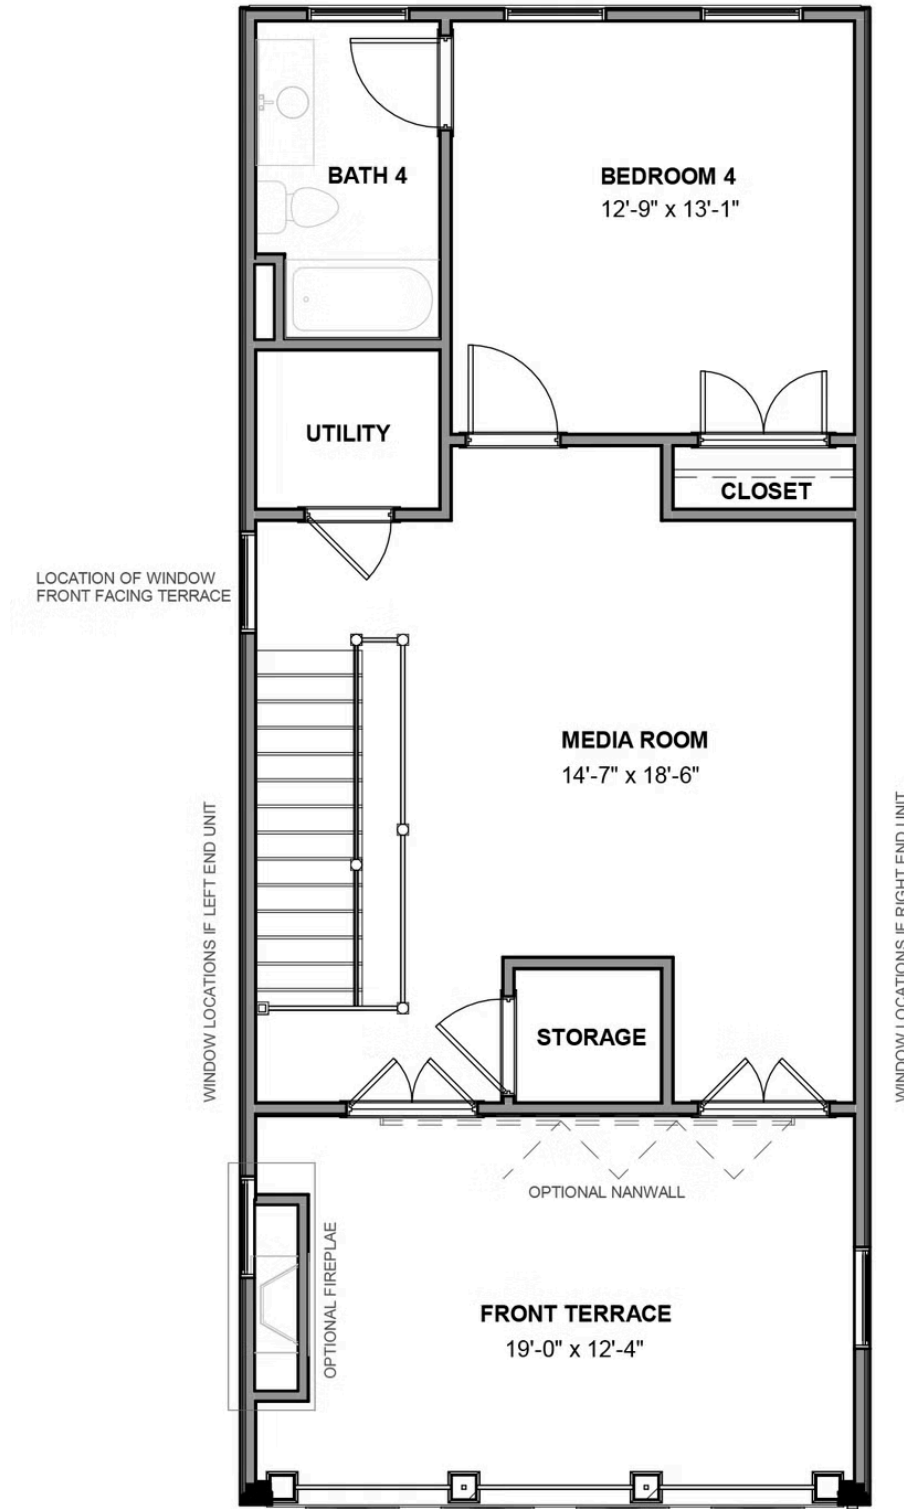 BATH 4
BEDROOM 4
12'-9" x 13'-1"
UTILITY
CLOSET
LOCATION OF WINDOW
FRONT FACING TERRACE
MEDIA ROOM
14'-7" x 18'-6"
WINDOW LOCATIONS IF LEFT END UNIT
WINDOW LOCATIONS IF RIGHT END UNIT
STORAGE
OPTIONAL NANWALL
OPTIONAL FIREPLAE
FRONT TERRACE
19'-0" x 12'-4"